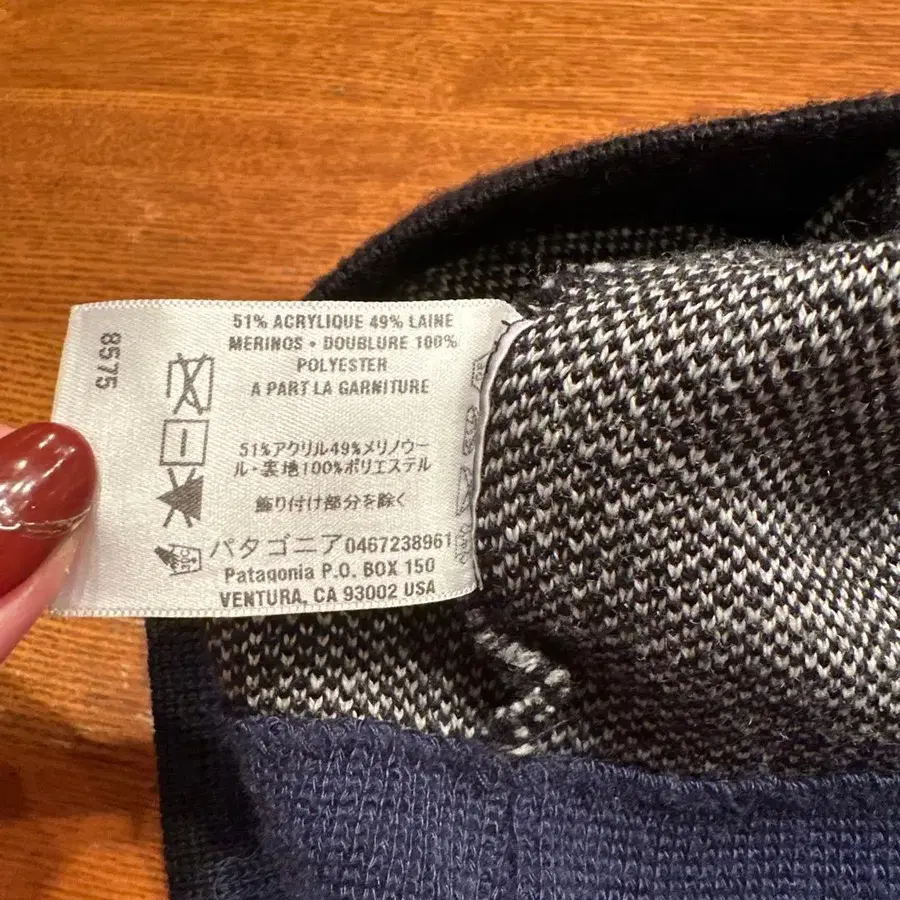 8575
51% ACRYLIQUE 49% LAINE
MERINOS • DOUBLURE 100%
POLYESTER
A PART LA GARNITURE
51%アクリル49%メリノウー
ル・裏地100%ポリエステル
飾り付け部分を除く
パタゴニア0467238961
Patagonia P.O. BOX 150
VENTURA, CA 93002 USA